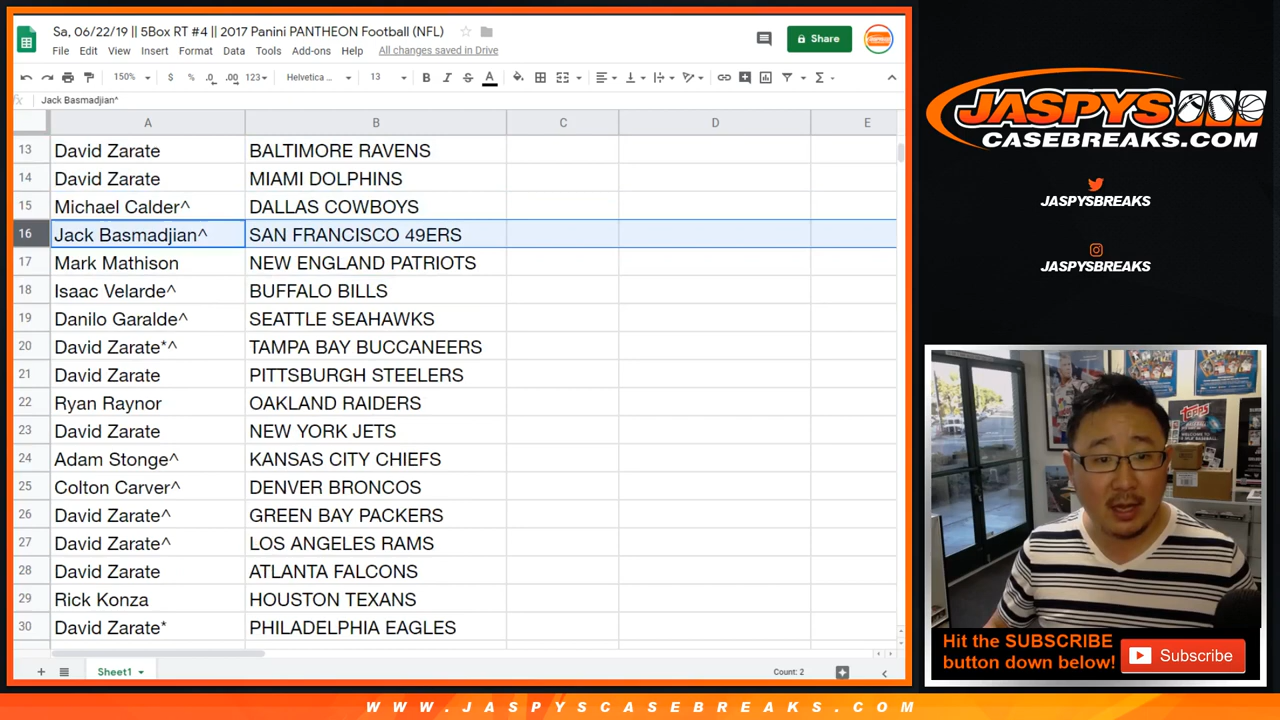 Sa, 06/22/19 || 5Box RT #4 || 2017 Panini PANTHEON Football (NFL)
File Edit View Insert Format Data Tools Add-ons Help All changes saved in Drive
Share
150% $ % .0 .00 123 Helvetica ... 13 B I S A
fx Jack Basmadjian^
A B C D E
13 David Zarate BALTIMORE RAVENS
14 David Zarate MIAMI DOLPHINS
15 Michael Calder^ DALLAS COWBOYS
16 Jack Basmadjian^ SAN FRANCISCO 49ERS
17 Mark Mathison NEW ENGLAND PATRIOTS
18 Isaac Velarde^ BUFFALO BILLS
19 Danilo Garalde^ SEATTLE SEAHAWKS
20 David Zarate*^ TAMPA BAY BUCCANEERS
21 David Zarate PITTSBURGH STEELERS
22 Ryan Raynor OAKLAND RAIDERS
23 David Zarate NEW YORK JETS
24 Adam Stonge^ KANSAS CITY CHIEFS
25 Colton Carver^ DENVER BRONCOS
26 David Zarate^ GREEN BAY PACKERS
27 David Zarate^ LOS ANGELES RAMS
28 David Zarate ATLANTA FALCONS
29 Rick Konza HOUSTON TEXANS
30 David Zarate* PHILADELPHIA EAGLES
Sheet1
Count: 2
JASPYS
CASEBREAKS.COM
JASPYSBREAKS
JASPYSBREAKS
Topps
WELCOME TO
Hit the SUBSCRIBE
button down below!
Subscribe
WWW.JASPYSCASEBREAKS.COM